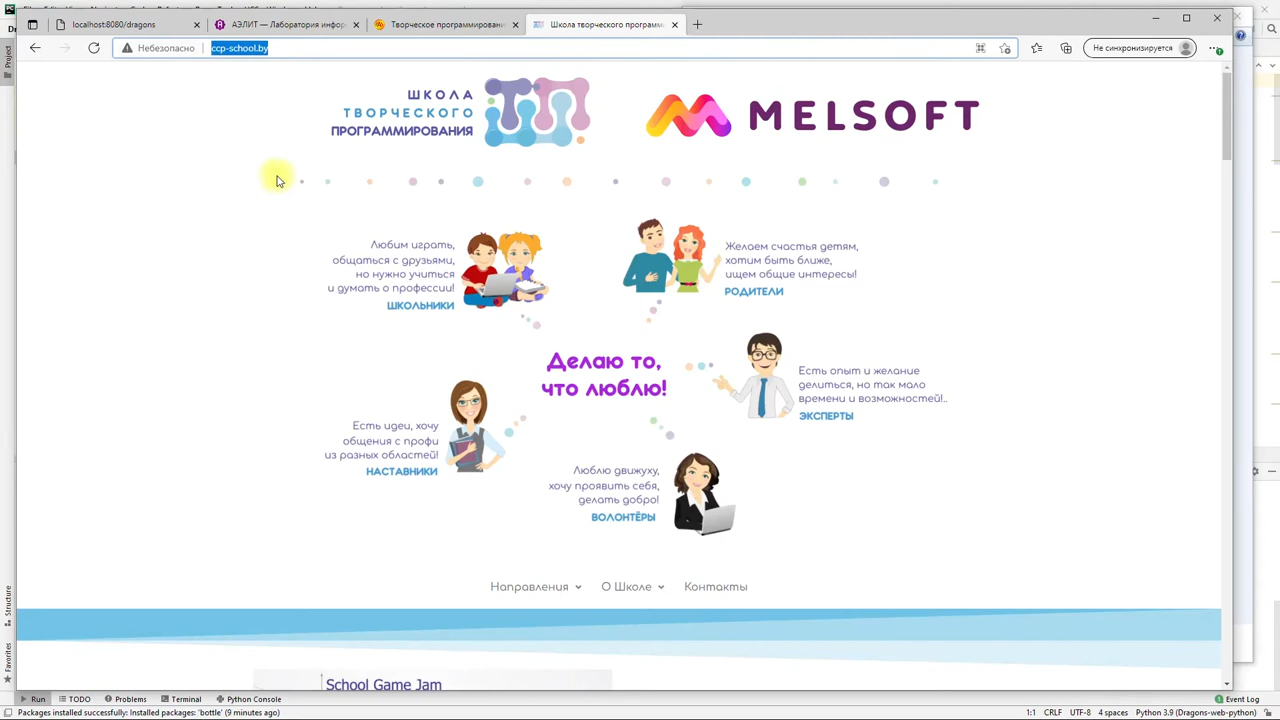 localhost:8080/dragons
АЭЛИТ — Лаборатория инфор
Творческое программировани
Школа творческого программ
Небезопасно
ccp-school.by
Не синхронизируется
ШКОЛА
ТВОРЧЕСКОГО
ПРОГРАММИРОВАНИЯ
MELSOFT
Любим играть,
общаться с друзьями,
но нужно учиться
и думать о профессии!
ШКОЛЬНИКИ
Желаем счастья детям,
хотим быть ближе,
ищем общие интересы!
РОДИТЕЛИ
Делаю то,
что люблю!
Есть опыт и желание
делиться, но так мало
времени и возможностей!..
ЭКСПЕРТЫ
Есть идеи, хочу
общения с профи
из разных областей!
НАСТАВНИКИ
Люблю движуху,
хочу проявить себя,
делать добро!
ВОЛОНТЁРЫ
Направления
О Школе
Контакты
School Game Jam
Project
Structure
Favorites
Run
TODO
Problems
Terminal
Python Console
Event Log
Packages installed successfully: Installed packages: 'bottle' (9 minutes ago)
1:1
CRLF
UTF-8
4 spaces
Python 3.9 (Dragons-web-python)